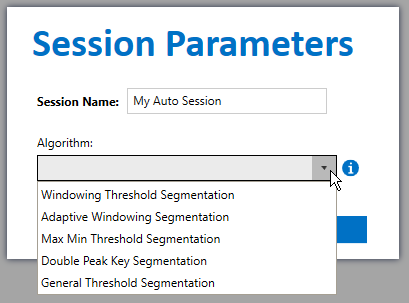 Session Parameters
Session Name: My Auto Session
Algorithm:
Windowing Threshold Segmentation
Adaptive Windowing Segmentation
Max Min Threshold Segmentation
Double Peak Key Segmentation
General Threshold Segmentation